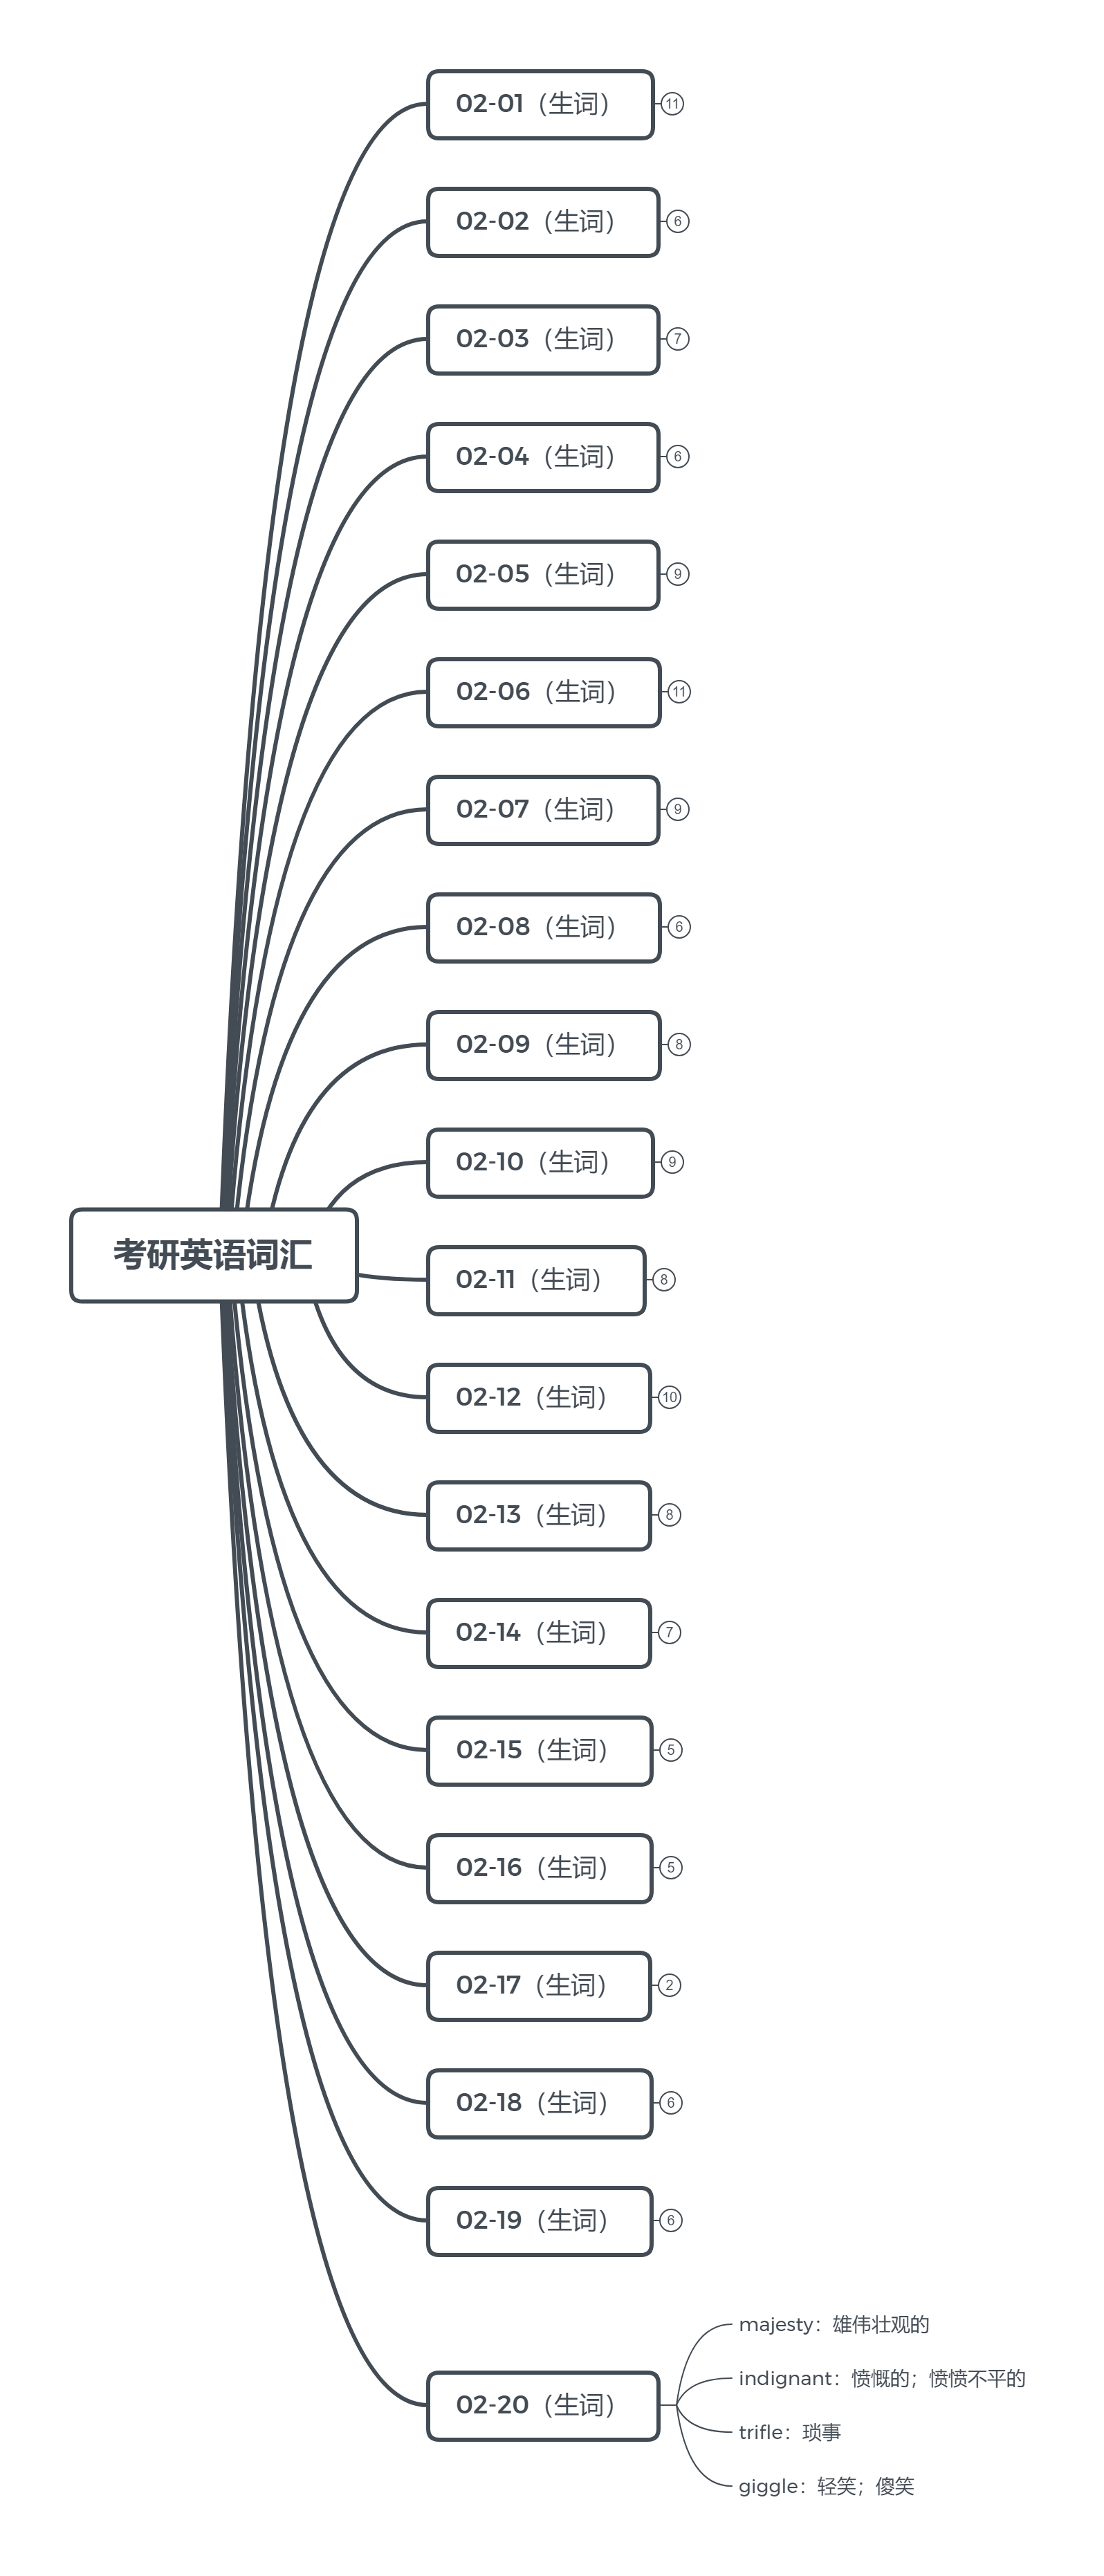 02-01（生词）
11
02-02（生词）
6
02-03（生词）
7
02-04（生词）
6
02-05（生词）
9
02-06（生词）
11
02-07（生词）
9
02-08（生词）
6
02-09（生词）
8
02-10（生词）
9
考研英语词汇
02-11（生词）
8
02-12（生词）
10
02-13（生词）
8
02-14（生词）
7
02-15（生词）
5
02-16（生词）
5
02-17（生词）
2
02-18（生词）
6
02-19（生词）
6
02-20（生词）
majesty：雄伟壮观的
indignant：愤慨的；愤愤不平的
trifle：琐事
giggle：轻笑；傻笑